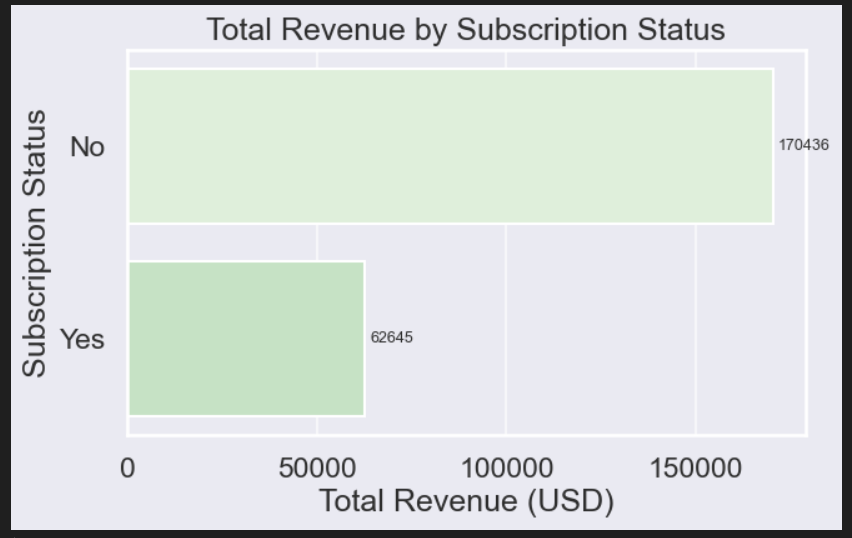 Total Revenue by Subscription Status
Subscription Status
No
170436
Yes
62645
0 50000 100000 150000
Total Revenue (USD)